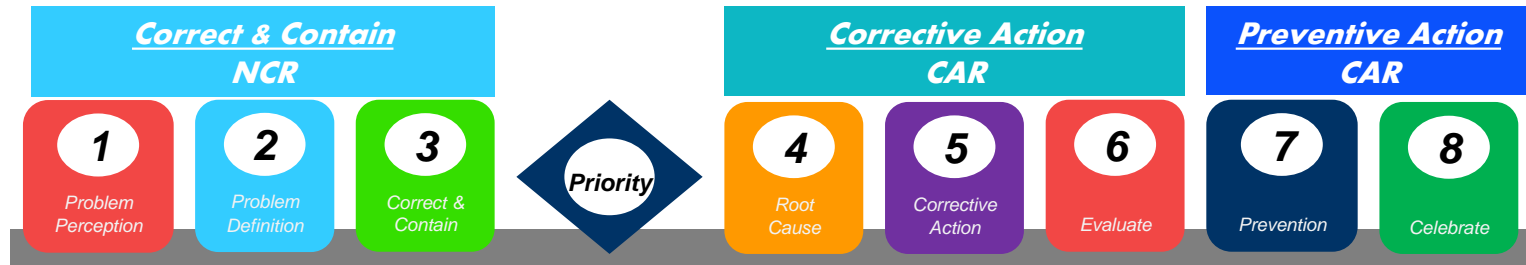 Correct & Contain
NCR
Corrective Action
CAR
Preventive Action
CAR
1
Problem
Perception
2
Problem
Definition
3
Correct &
Contain
Priority
4
Root
Cause
5
Corrective
Action
6
Evaluate
7
Prevention
8
Celebrate